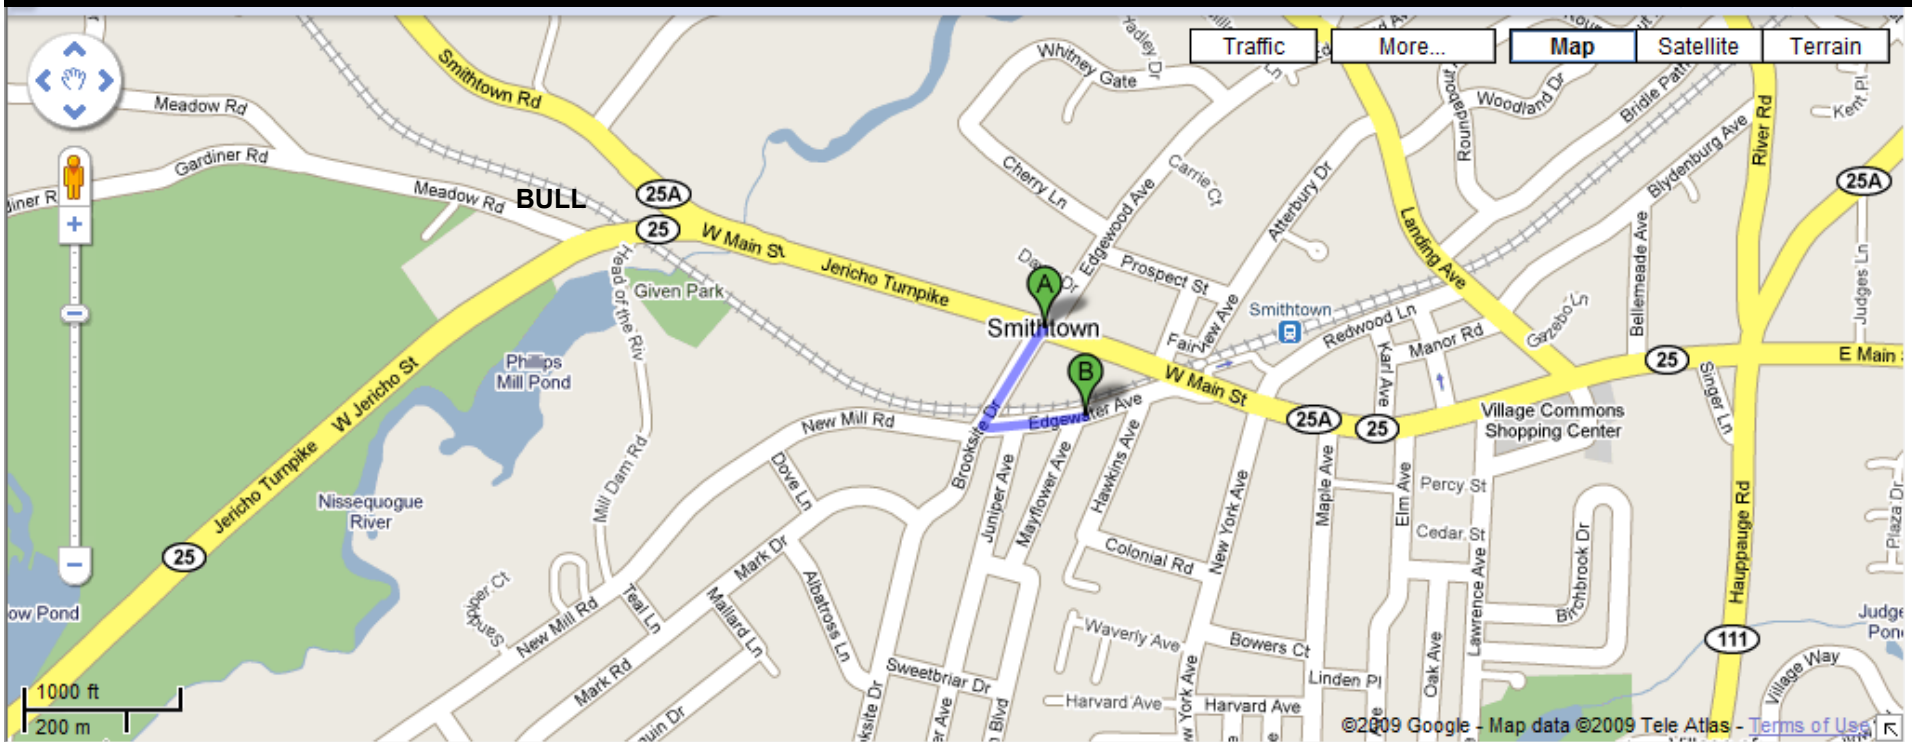 Traffic
More...
Map
Satellite
Terrain
Smithtown Rd
Meadow Rd
Gardiner Rd
Meadow Rd
BULL
25A
25
W Main St
Jericho Turnpike
Head of the Riv
Given Park
Whitney Gate
Yadley Dr
Cherry Ln
Carrie Ct
Edgewood Ave
Atterbury Dr
Prospect St
A
Smithtown
B
Smithtown
Landing Ave
Roundabout
Woodland Dr
Bridle Path
Blydenburg Ave
River Rd
Kent Pl
25A
Bellemeade Ave
Judges Ln
Gazebo Ln
Redwood Ln
Manor Rd
Karl Ave
W Main St
25
E Main
Singer Ln
25A
25
Village Commons
Shopping Center
Mill Pond
W Jericho St
Jericho Turnpike
25
Nissequogue
River
Mill Dam Rd
New Mill Rd
Dove Ln
Brookside Dr
Edgewater Ave
Juniper Ave
Mayflower Ave
Hawkins Ave
New York Ave
Maple Ave
Elm Ave
Percy St
Cedar St
Lawrence Ave
Birchbrook Dr
Hauppauge Rd
Plaza Dr
111
Colonial Rd
Mark Dr
Albatross Ln
Mallard Ln
Teal Ln
New Mill Rd
Sandpiper Ct
Mark Rd
Waverly Ave
Bowers Ct
Linden Pl
Oak Ave
Sweetbriar Dr
Harvard Ave
Harvard Ave
Village Way
ow Pond
1000 ft
200 m
©2009 Google - Map data ©2009 Tele Atlas - Terms of Use